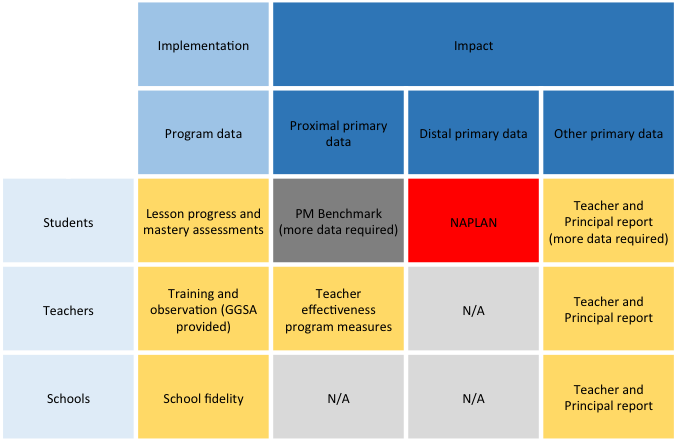 Implementation
Impact
Program data
Proximal primary
data
Distal primary data
Other primary data
Students
Lesson progress and
mastery assessments
PM Benchmark
(more data required)
NAPLAN
Teacher and
Principal report
(more data required)
Teachers
Training and
observation (GGSA
provided)
Teacher
effectiveness
program measures
N/A
Teacher and
Principal report
Schools
School fidelity
N/A
N/A
Teacher and
Principal report